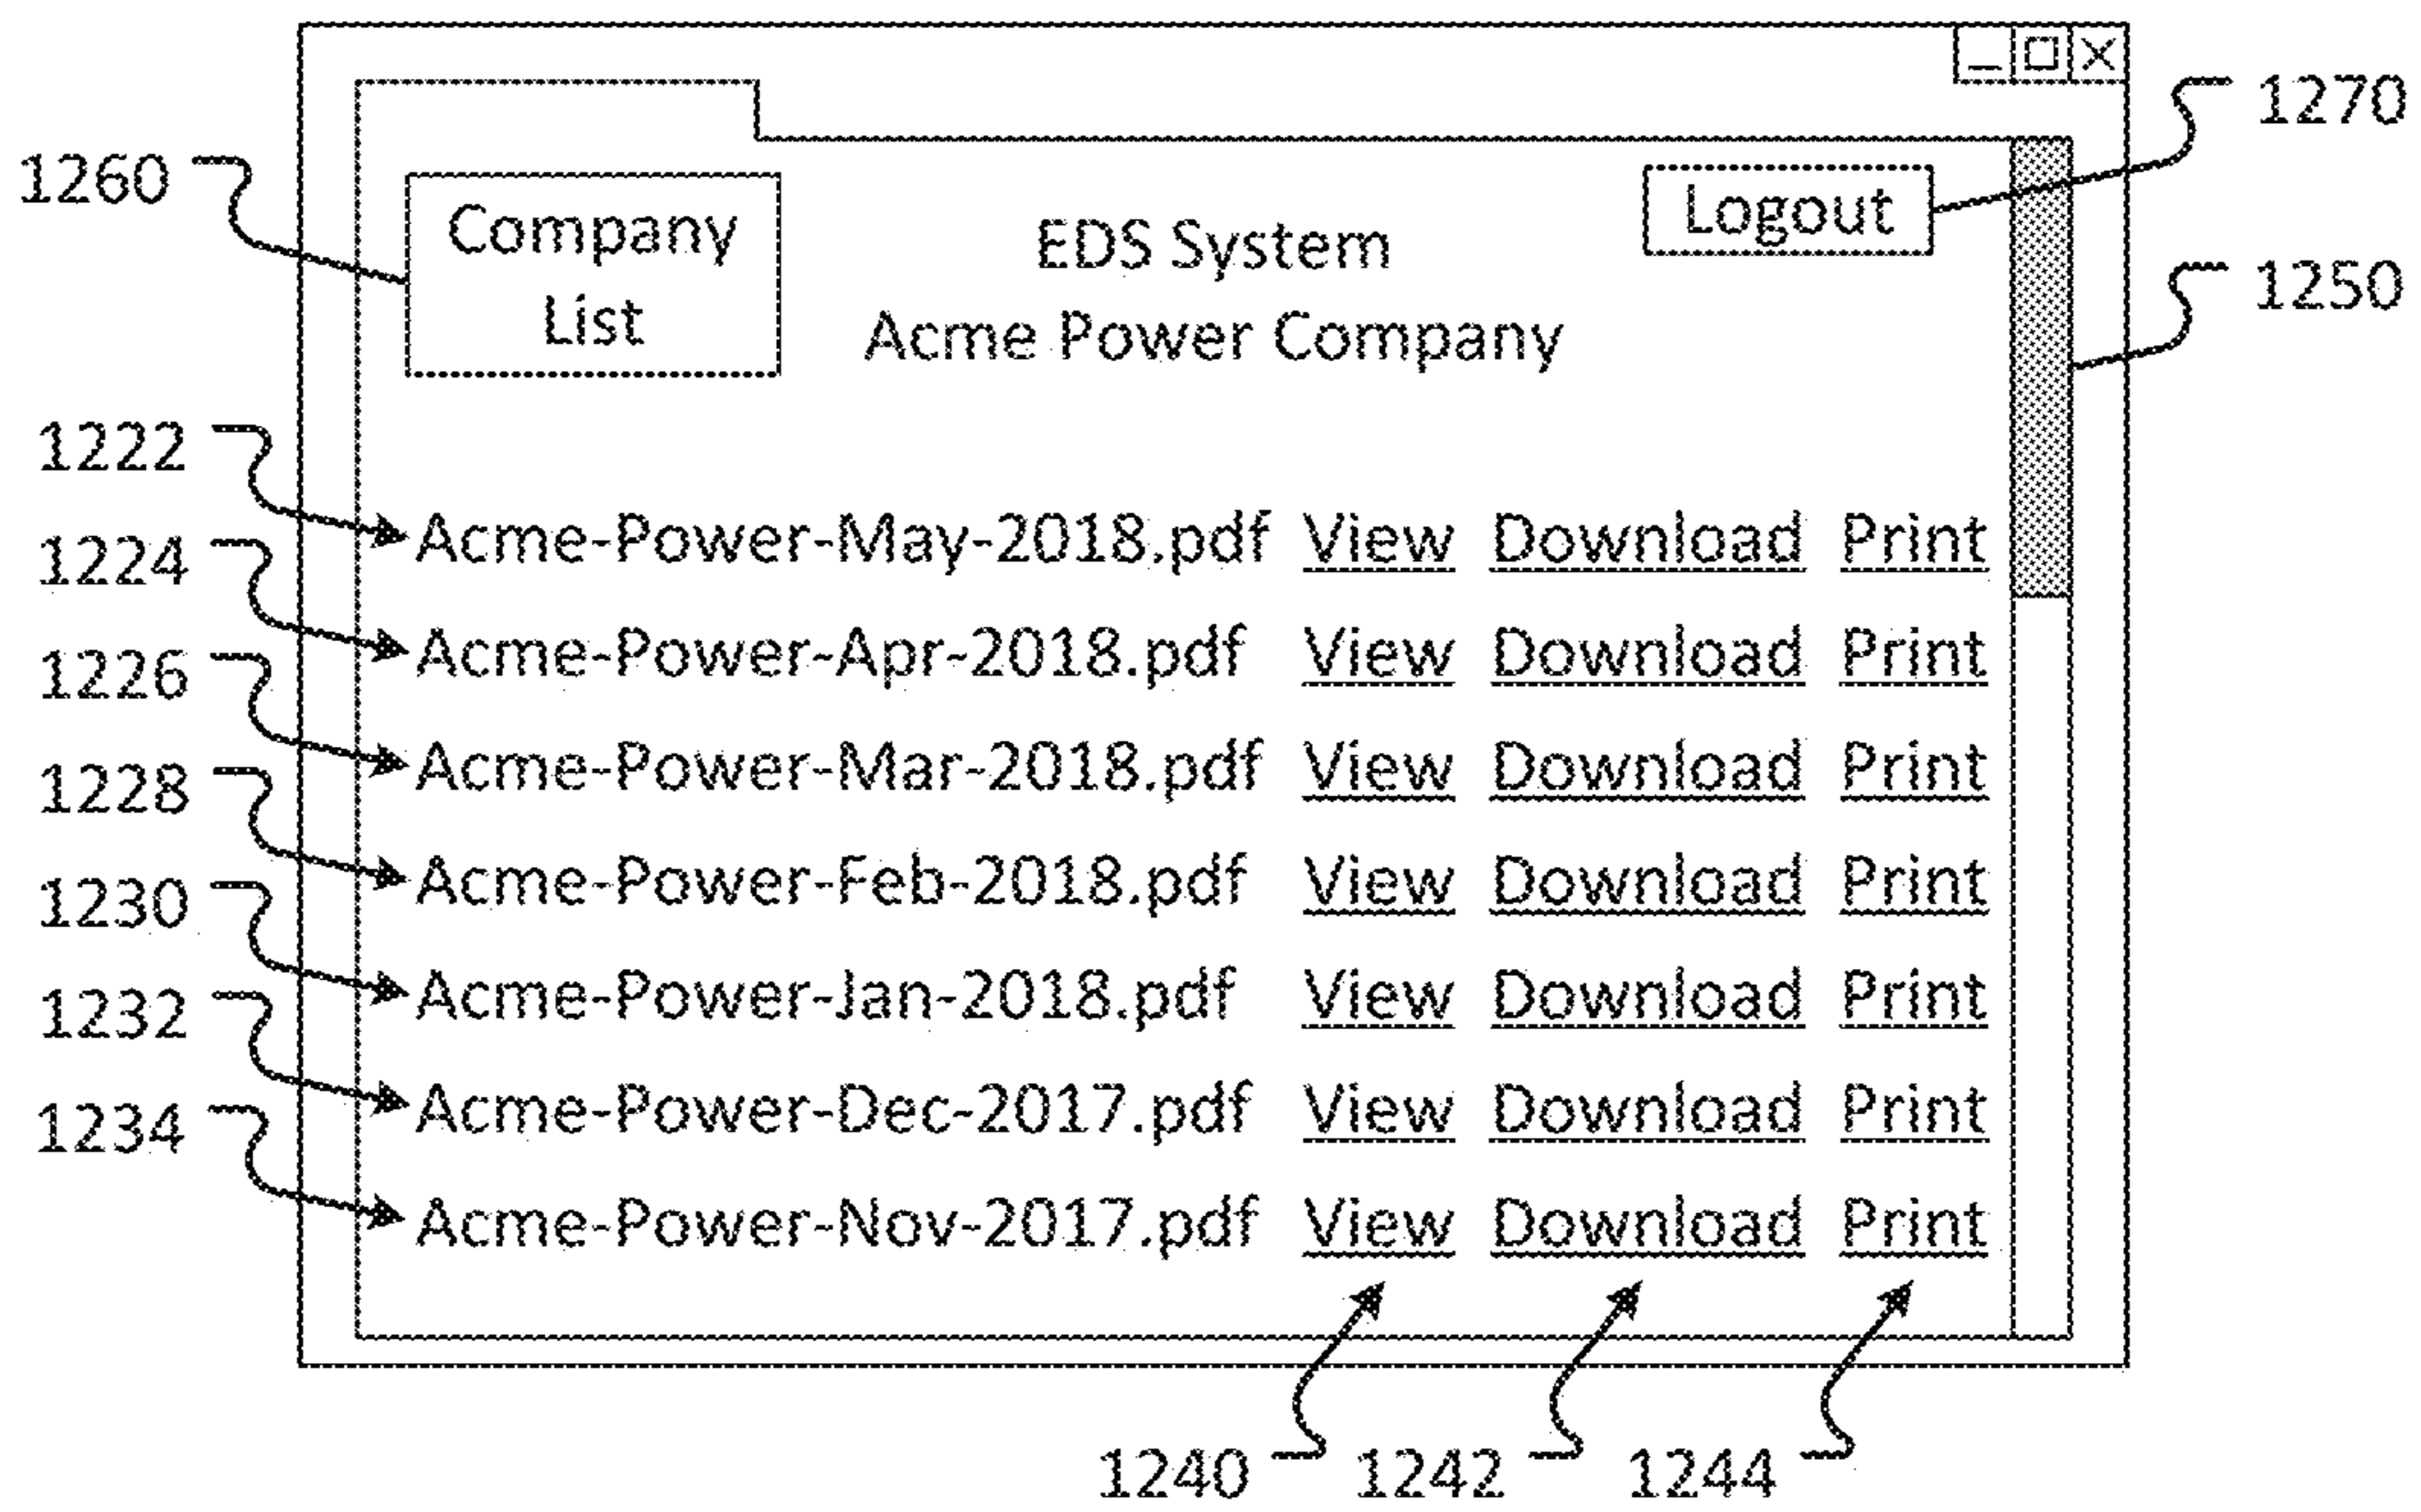 1270
1260
Logout
Company
List
EDS System
Acme Power Company
1250
1222
Acme-Power-May-2018.pdf View Download Print
1224
Acme-Power-Apr-2018.pdf View Download Print
1226
Acme-Power-Mar-2018.pdf View Download Print
1228
Acme-Power-Feb-2018.pdf View Download Print
1230
Acme-Power-Jan-2018.pdf View Download Print
1232
Acme-Power-Dec-2017.pdf View Download Print
1234
Acme-Power-Nov-2017.pdf View Download Print
1240 1242 1244